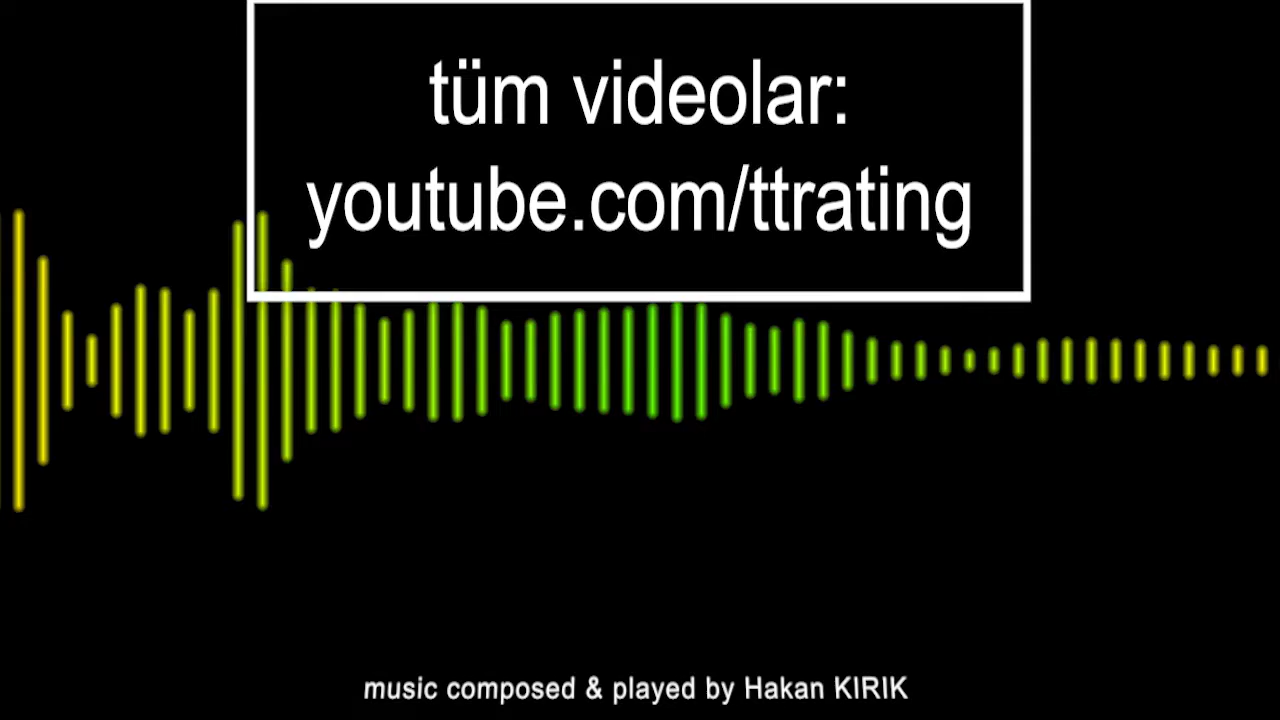 tüm videolar:
youtube.com/ttrating
music composed & played by Hakan KIRIK